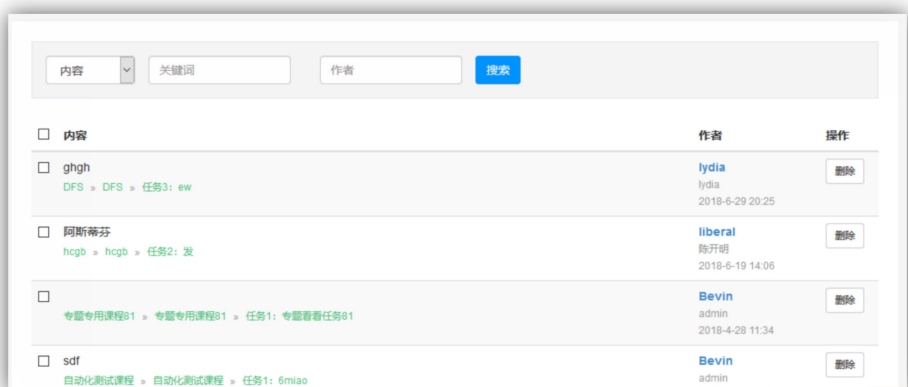 内容 关键词 作者 搜索
内容 作者 操作
ghgh lydia 删除
DFS » DFS » 任务3：ew lydia
2018-6-29 20:25
阿斯蒂芬 liberal 删除
hcgb » hcgb » 任务2：发 陈开明
2018-6-19 14:06
Bevin 删除
专题专用课程81 » 专题专用课程81 » 任务1：专题看看任务81 admin
2018-4-28 11:34
sdf Bevin 删除
自动化测试课程 » 自动化测试课程 » 任务1：6miao admin